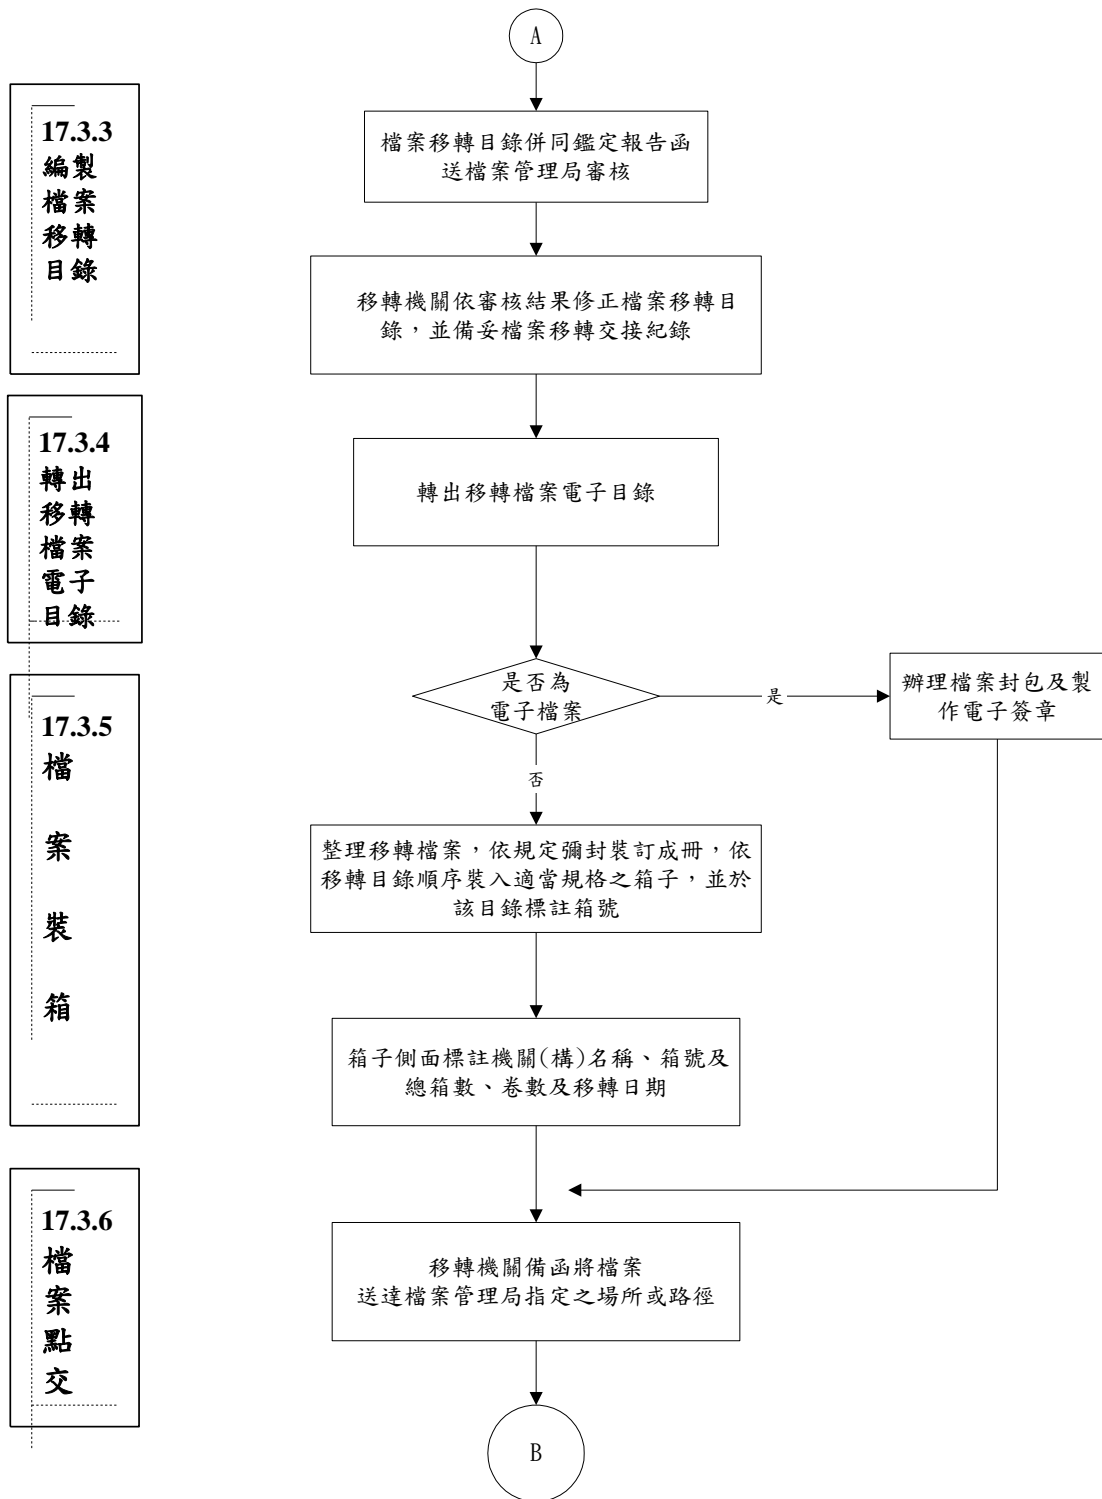 A
17.3.3
編製
檔案
移轉
目錄
檔案移轉目錄併同鑑定報告函
送檔案管理局審核
移轉機關依審核結果修正檔案移轉目
錄，並備妥檔案移轉交接紀錄
17.3.4
轉出
移轉
檔案
電子
目錄
轉出移轉檔案電子目錄
是否為
電子檔案
是
辦理檔案封包及製
作電子簽章
否
17.3.5
檔
案
裝
箱
整理移轉檔案，依規定彌封裝訂成冊，依
移轉目錄順序裝入適當規格之箱子，並於
該目錄標註箱號
箱子側面標註機關(構)名稱、箱號及
總箱數、卷數及移轉日期
17.3.6
檔
案
點
交
移轉機關備函將檔案
送達檔案管理局指定之場所或路徑
B